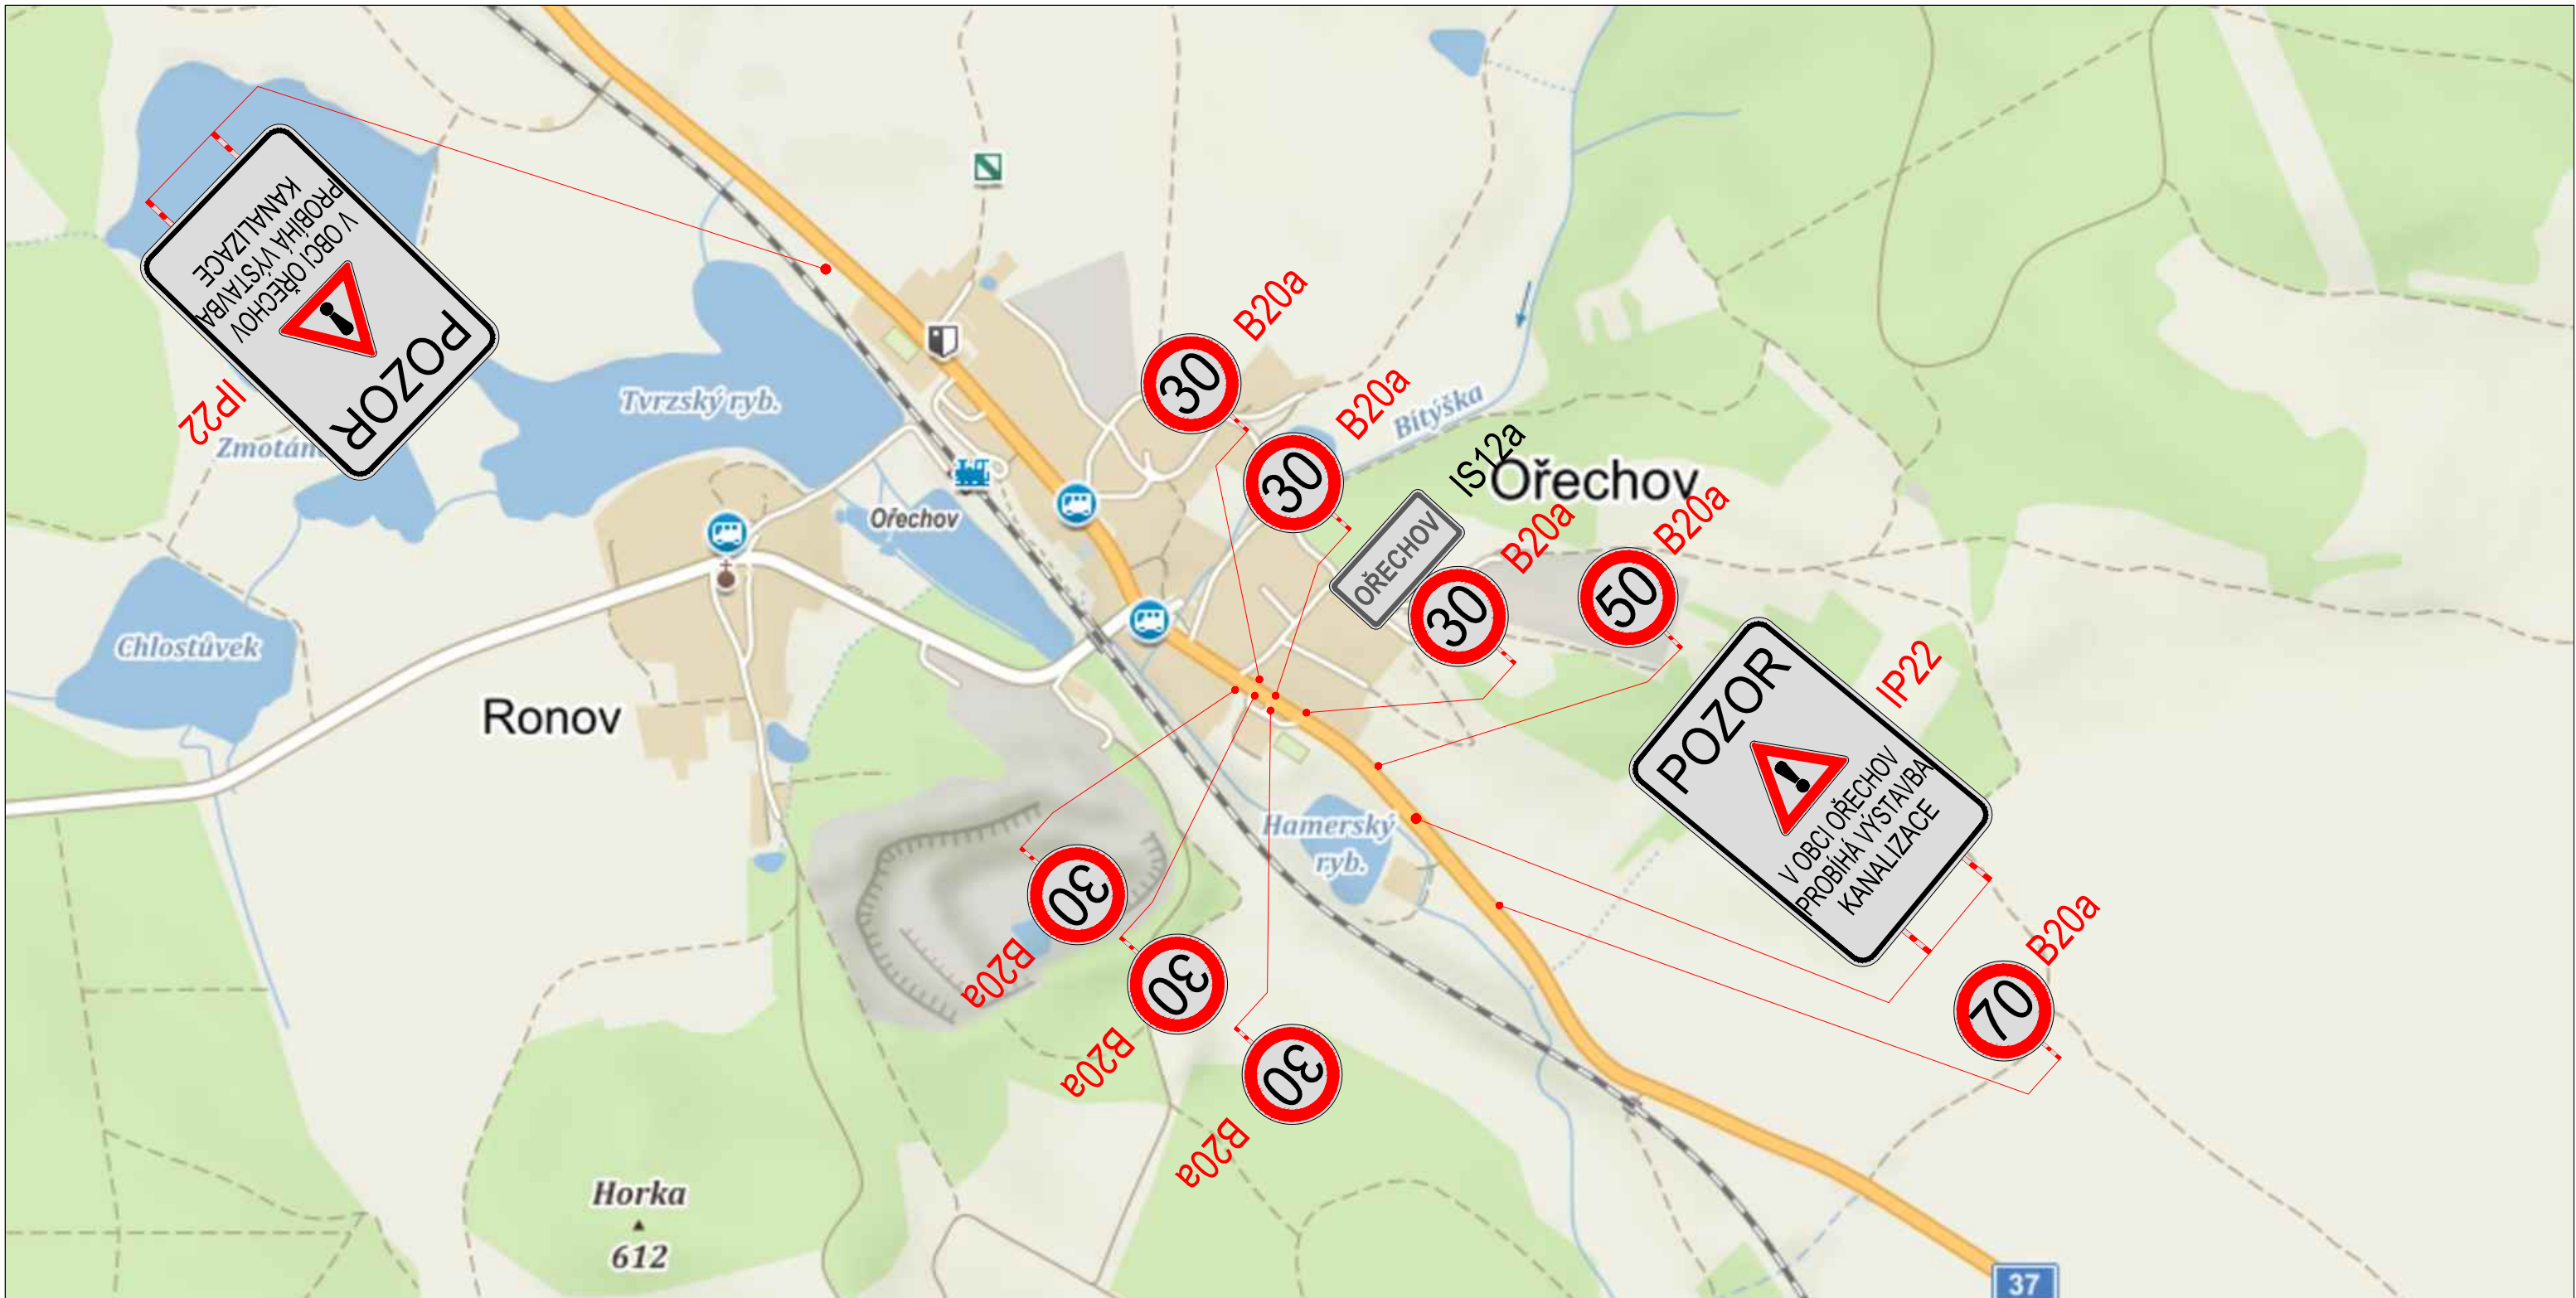 POZOR
V OBCI OŘECHOV
PROBÍHÁ VÝSTAVBA
KANALIZACE
IP22
Tvrzský ryb.
Chlostůvek
Ronov
Ořechov
30
B20a
30
B20a
Bítýška
IS12a
OŘECHOV
Ořechov
30
B20a
50
B20a
POZOR
V OBCI OŘECHOV
PROBÍHÁ VÝSTAVBA
KANALIZACE
IP22
Hamerský
ryb.
30
B20a
30
B20a
30
B20a
70
B20a
Horka
612
37